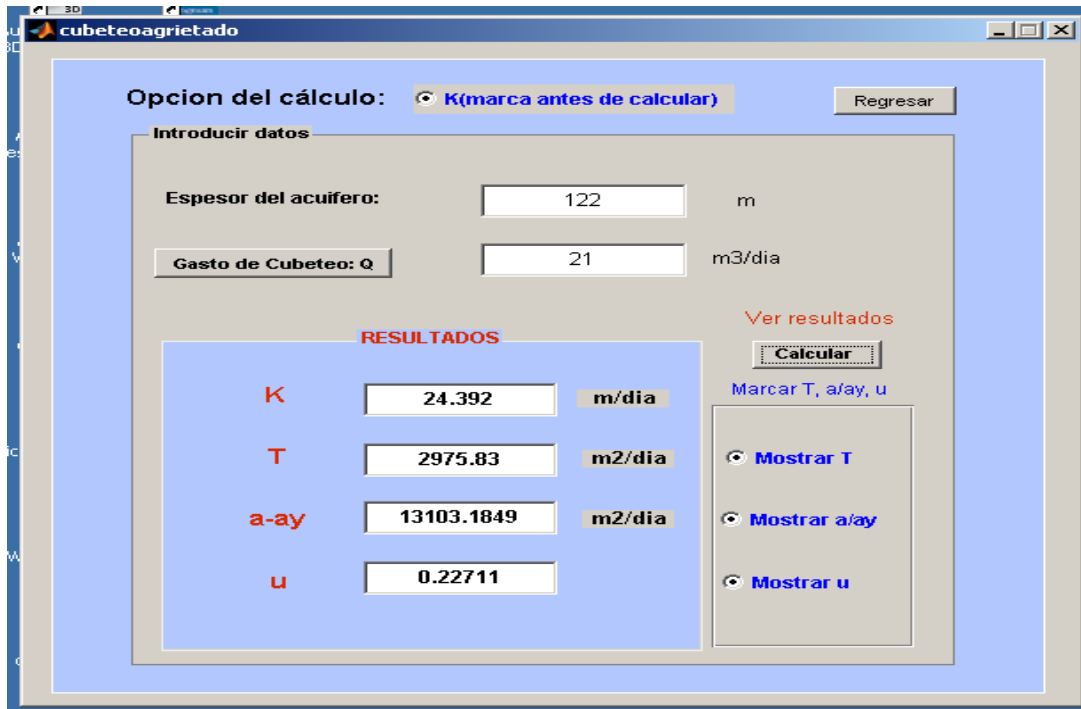 3D
cubeteoagrietado
Opcion del cálculo:
K(marca antes de calcular)
Regresar
Introducir datos
Espesor del acuifero:
122
m
Gasto de Cubeteo: Q
21
m3/dia
Ver resultados
RESULTADOS
Calcular
Marcar T, a/ay, u
K
24.392
m/dia
T
2975.83
m2/dia
Mostrar T
a-ay
13103.1849
m2/dia
Mostrar a/ay
u
0.22711
Mostrar u